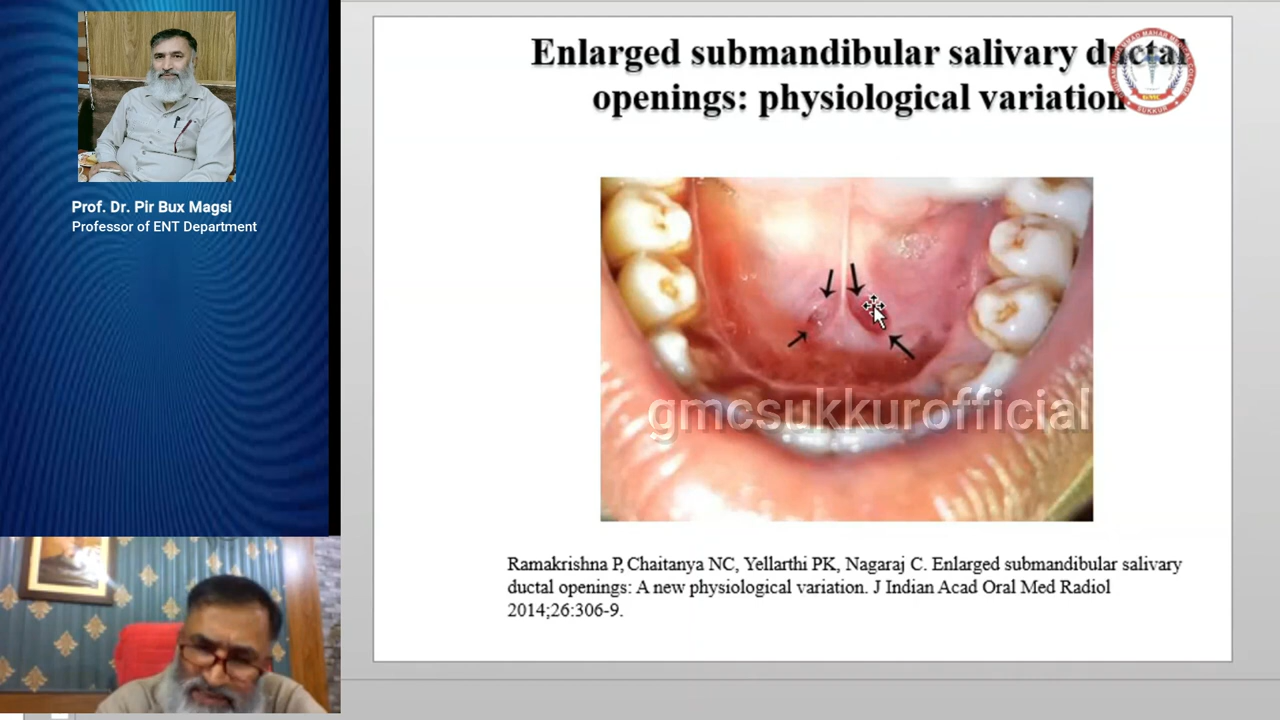 Prof. Dr. Pir Bux Magsi
Professor of ENT Department
Enlarged submandibular salivary ductal
openings: physiological variation
gmcsukkurofficial
Ramakrishna P, Chaitanya NC, Yellarthi PK, Nagaraj C. Enlarged submandibular salivary
ductal openings: A new physiological variation. J Indian Acad Oral Med Radiol
2014;26:306-9.